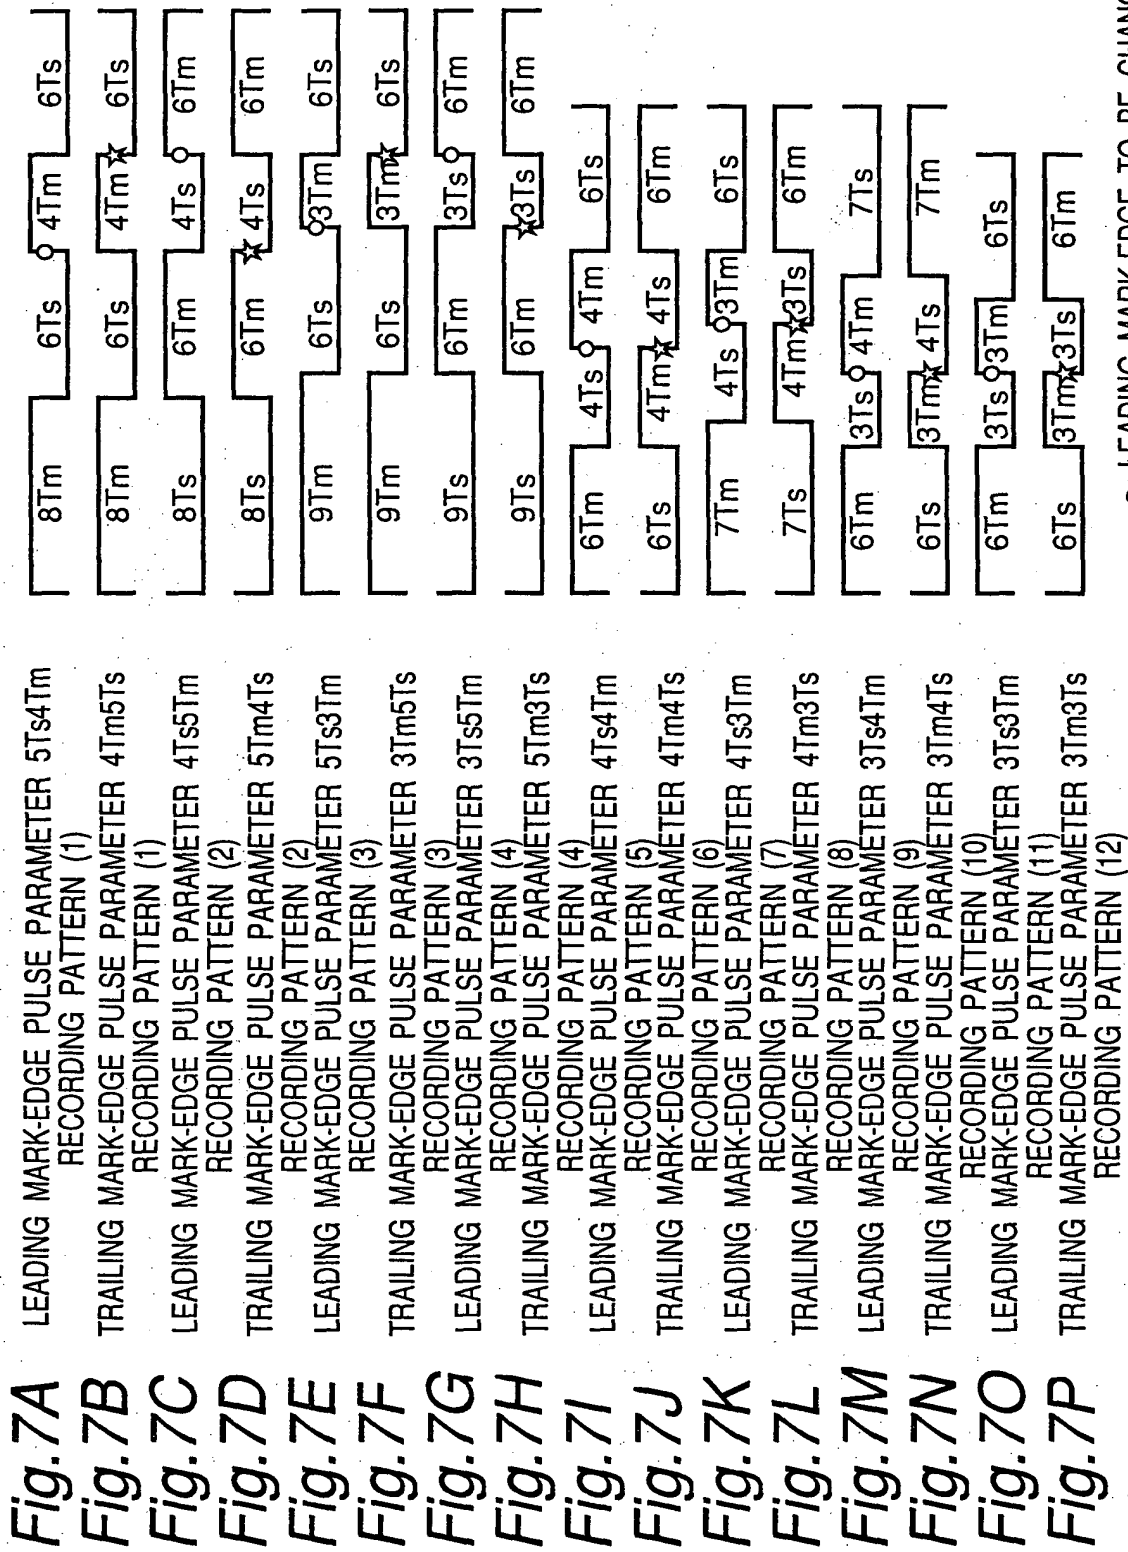 Fig.7A LEADING MARK-EDGE PULSE PARAMETER 5Ts4Tm 8Tm 6Ts 4Tm 6Ts
RECORDING PATTERN (1)
Fig.7B TRAILING MARK-EDGE PULSE PARAMETER 4Tm5Ts 8Tm 6Ts 4Tm 6Ts
RECORDING PATTERN (1)
Fig.7C LEADING MARK-EDGE PULSE PARAMETER 4Ts5Tm 8Ts 6Tm 4Ts 6Tm
RECORDING PATTERN (2)
Fig.7D TRAILING MARK-EDGE PULSE PARAMETER 5Tm4Ts 8Ts 6Tm 4Ts 6Tm
RECORDING PATTERN (2)
Fig.7E LEADING MARK-EDGE PULSE PARAMETER 5Ts3Tm 9Tm 6Ts 3Tm 6Ts
RECORDING PATTERN (3)
Fig.7F TRAILING MARK-EDGE PULSE PARAMETER 3Tm5Ts 9Tm 6Ts 3Tm 6Ts
RECORDING PATTERN (3)
Fig.7G LEADING MARK-EDGE PULSE PARAMETER 3Ts5Tm 9Ts 6Tm 3Ts 6Tm
RECORDING PATTERN (4)
Fig.7H TRAILING MARK-EDGE PULSE PARAMETER 5Tm3Ts 9Ts 6Tm 3Ts 6Tm
RECORDING PATTERN (4)
Fig.7I LEADING MARK-EDGE PULSE PARAMETER 4Ts4Tm 6Tm 4Ts 4Tm 6Ts
RECORDING PATTERN (5)
Fig.7J TRAILING MARK-EDGE PULSE PARAMETER 4Tm4Ts 6Ts 4Tm 4Ts 6Tm
RECORDING PATTERN (6)
Fig.7K LEADING MARK-EDGE PULSE PARAMETER 4Ts3Tm 7Tm 4Ts 3Tm 6Ts
RECORDING PATTERN (7)
Fig.7L TRAILING MARK-EDGE PULSE PARAMETER 4Tm3Ts 7Ts 4Tm 3Ts 6Tm
RECORDING PATTERN (8)
Fig.7M LEADING MARK-EDGE PULSE PARAMETER 3Ts4Tm 6Tm 3Ts 4Tm 7Ts
RECORDING PATTERN (9)
Fig.7N TRAILING MARK-EDGE PULSE PARAMETER 3Tm4Ts 6Ts 3Tm 4Ts 7Tm
RECORDING PATTERN (10)
Fig.7O LEADING MARK-EDGE PULSE PARAMETER 3Ts3Tm 6Tm 3Ts 3Tm 6Ts
RECORDING PATTERN (11)
Fig.7P TRAILING MARK-EDGE PULSE PARAMETER 3Tm3Ts 6Ts 3Tm 3Ts 6Tm
RECORDING PATTERN (12)
LEADING MARK-EDGE TO BE